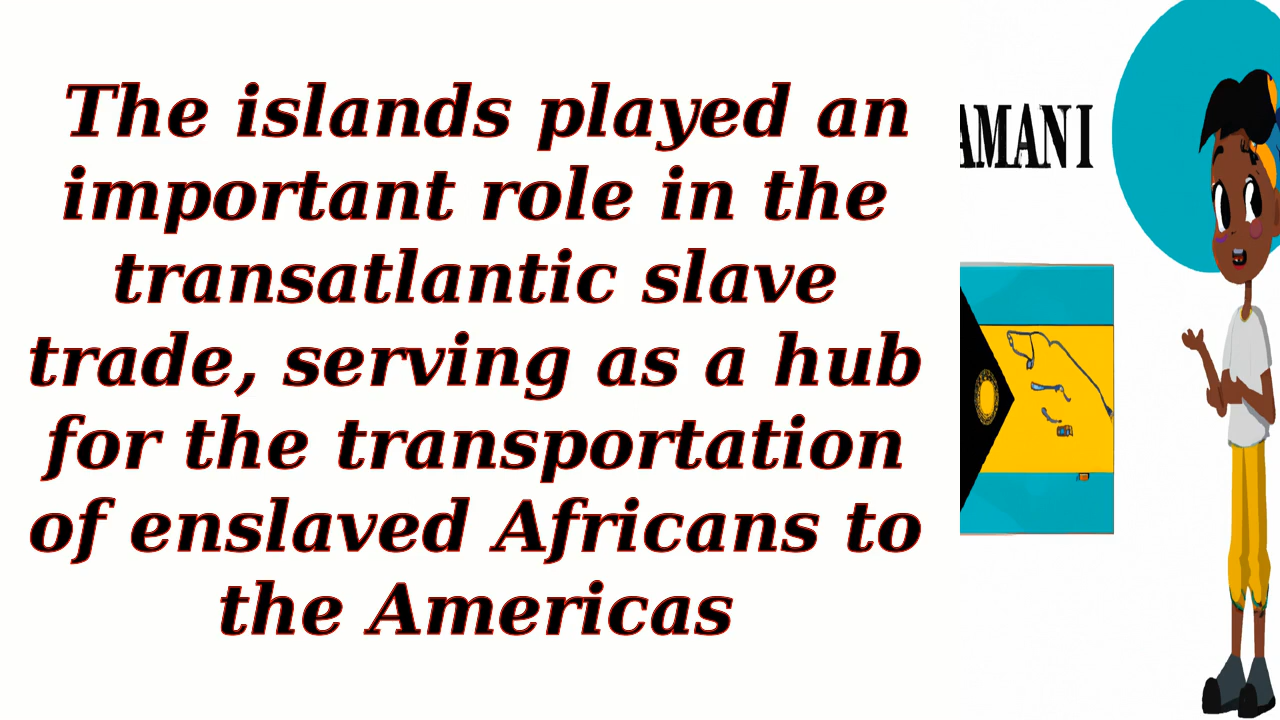 The islands played an
important role in the
transatlantic slave
trade, serving as a hub
for the transportation
of enslaved Africans to
the Americas
AMANI